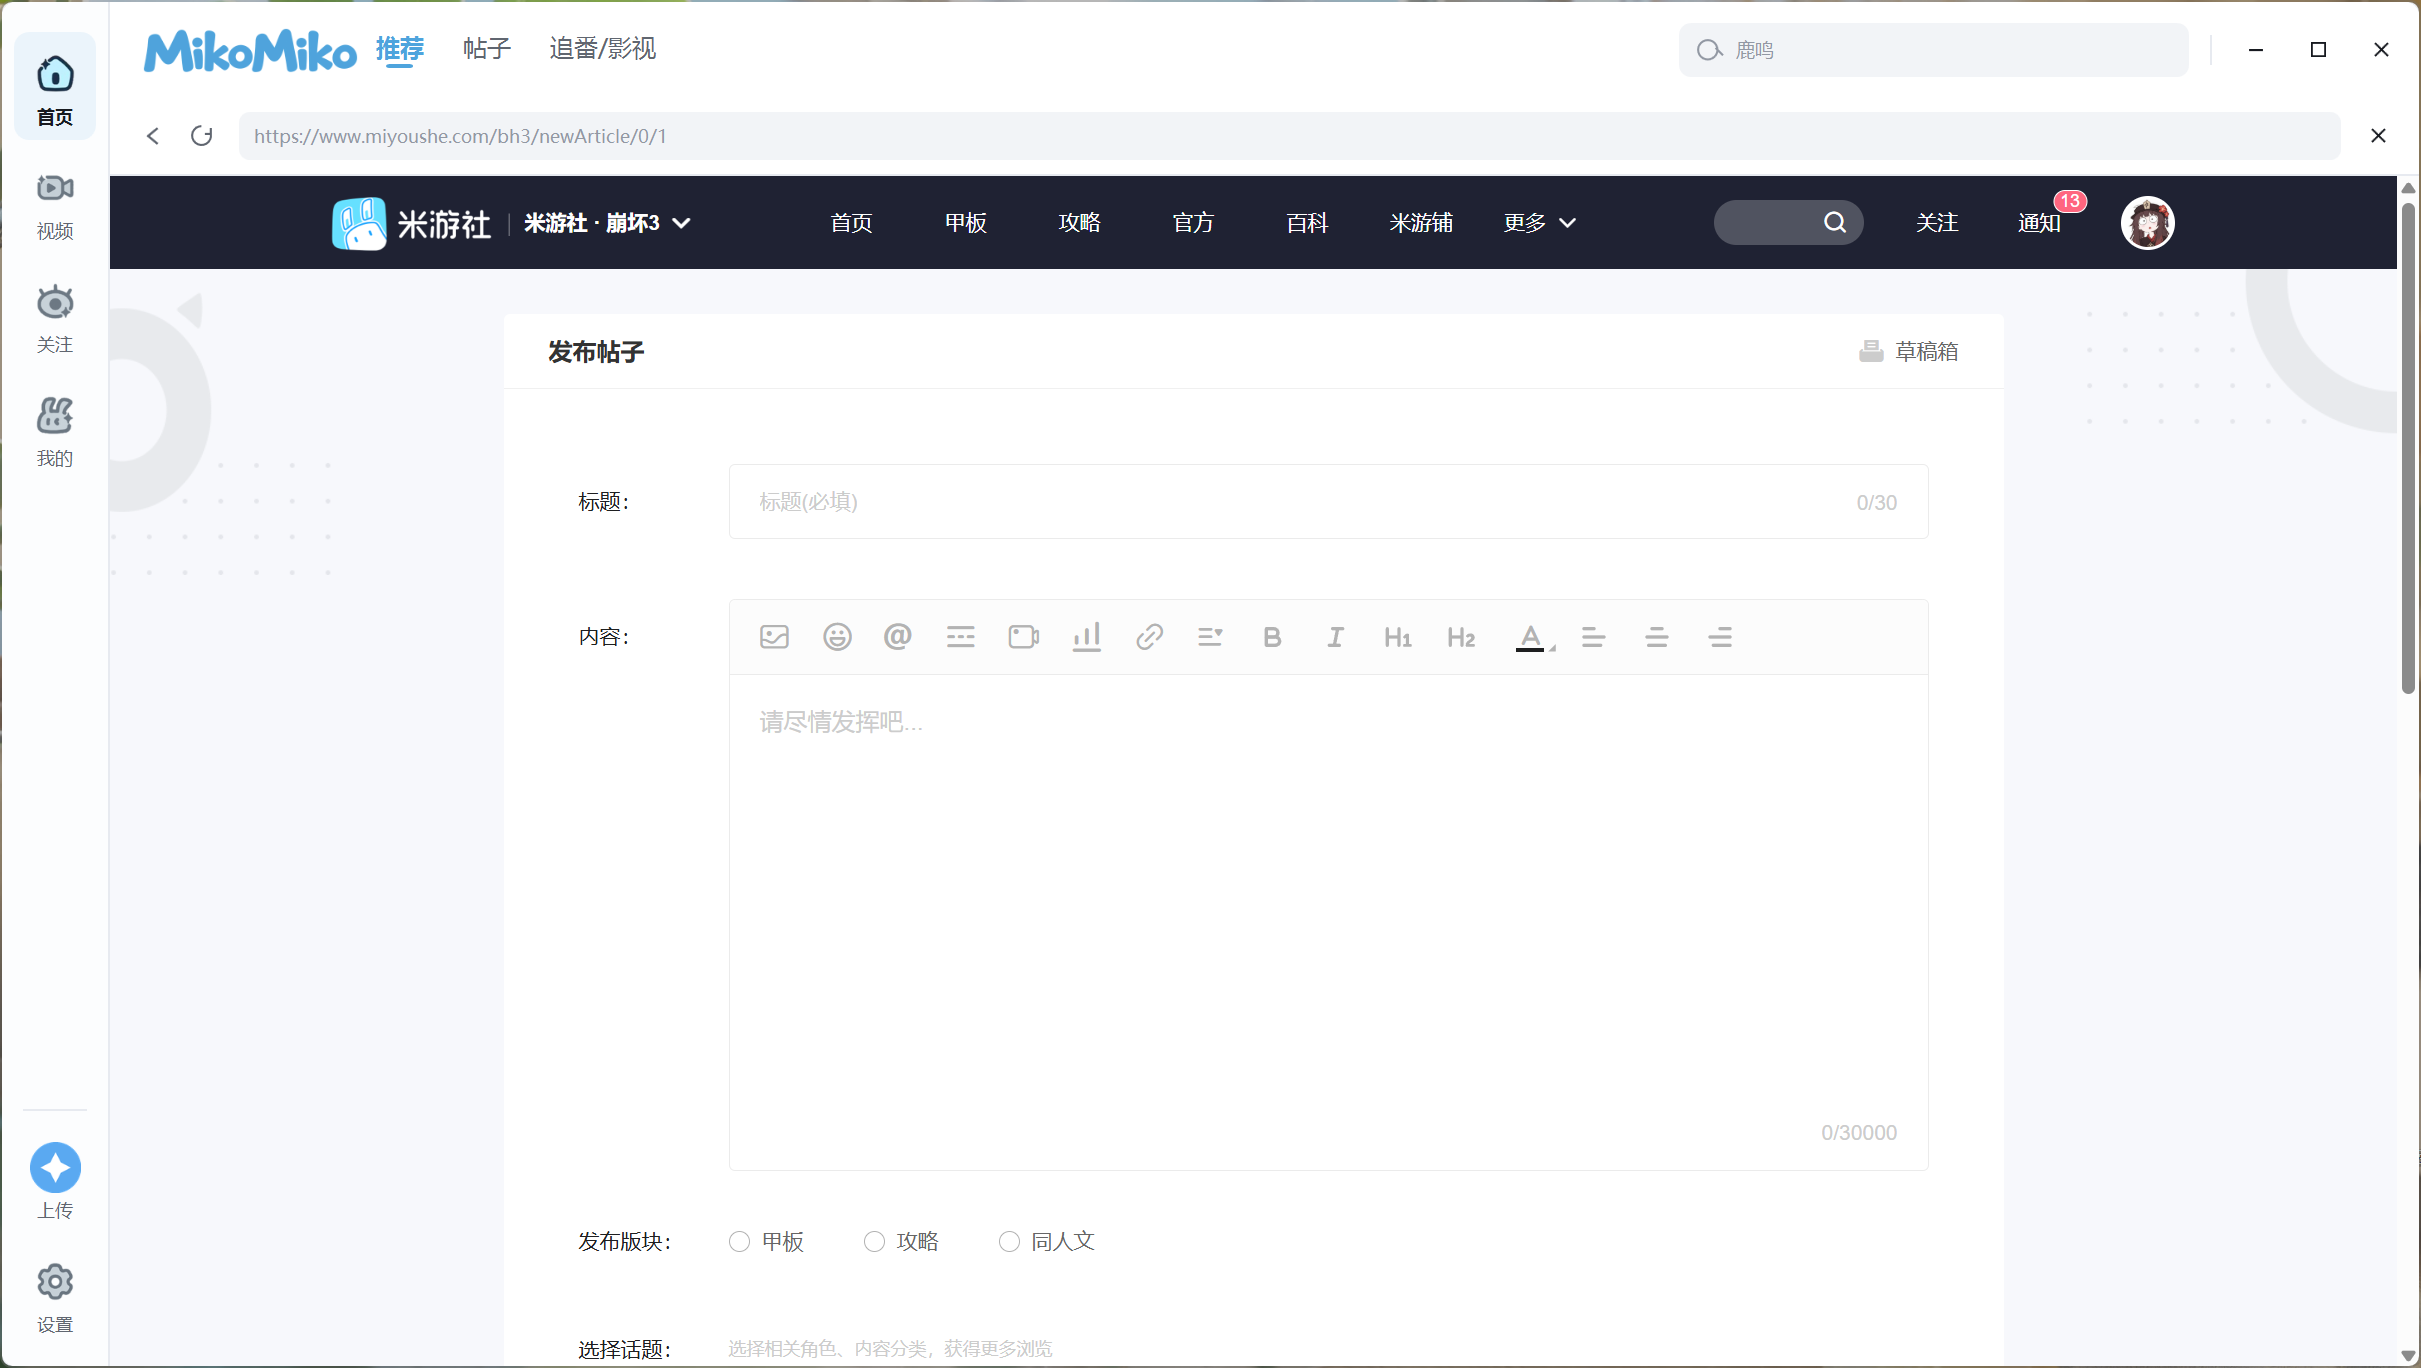 MikoMiko 推荐 帖子 追番/影视 鹿鸣
首页
https://www.miyoushe.com/bh3/newArticle/0/1
视频
米游社 米游社 · 崩坏3 首页 甲板 攻略 官方 百科 米游铺 更多 关注 通知 13
关注
发布帖子 草稿箱
我的
标题: 标题(必填) 0/30
内容: @ B I H1 H2 A
请尽情发挥吧...
0/30000
上传
发布版块: 甲板 攻略 同人文
设置
选择话题: 选择相关角色、内容分类，获得更多浏览